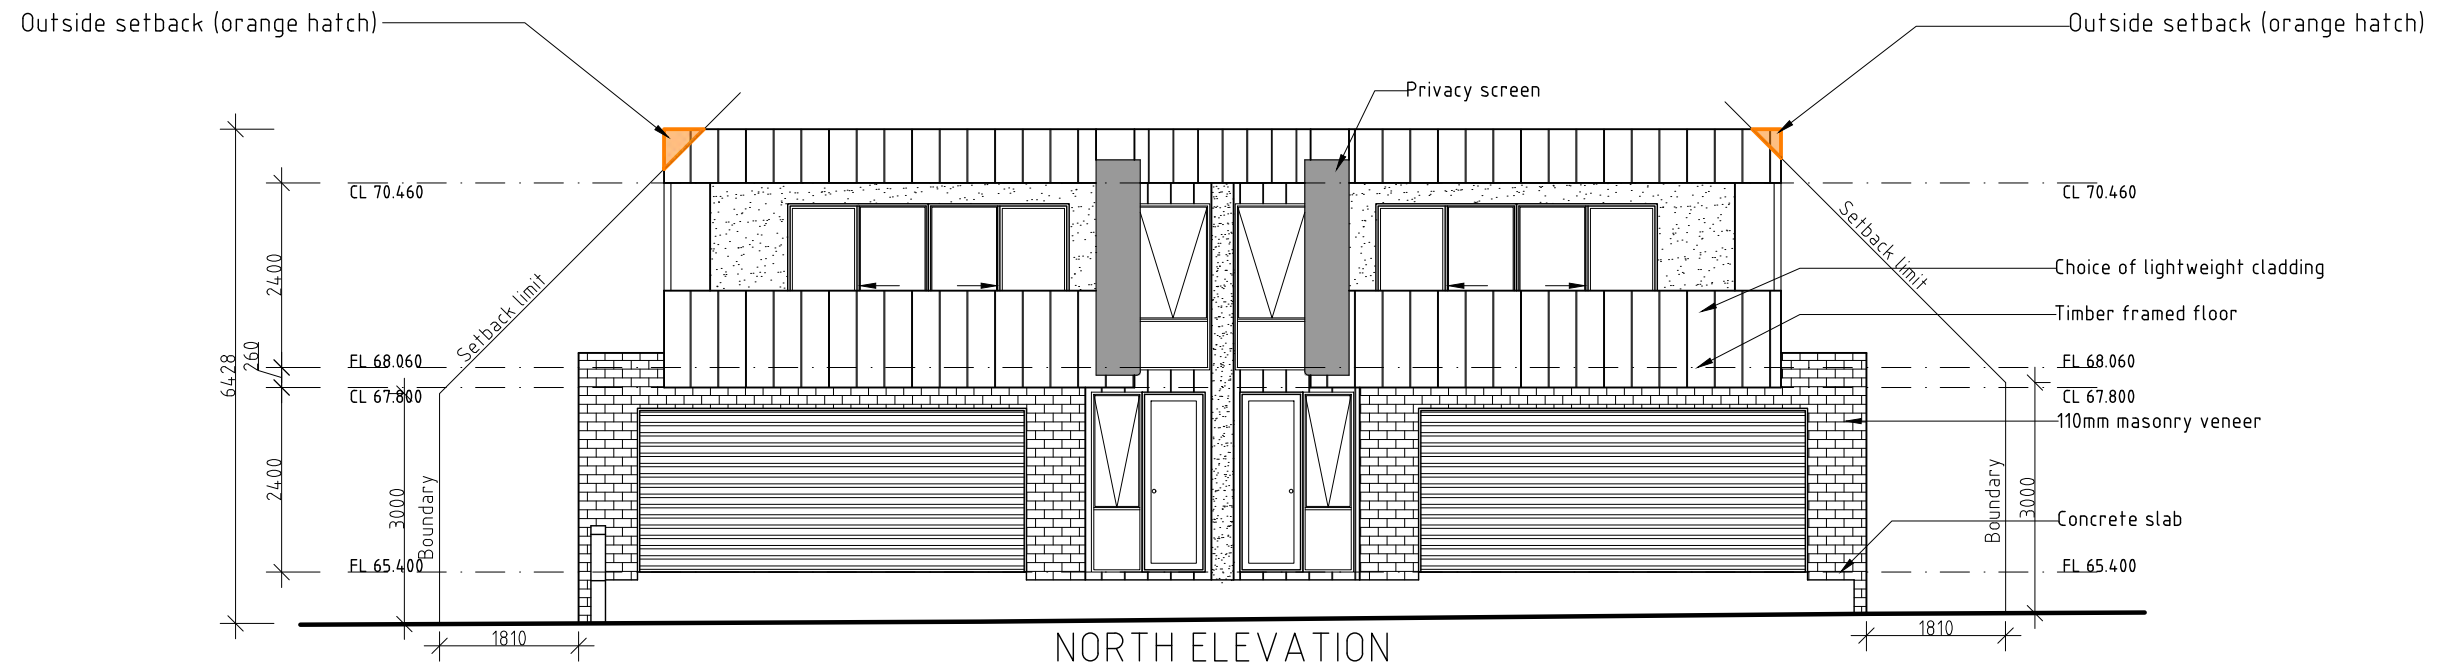 Outside setback (orange hatch)
Outside setback (orange hatch)
Privacy screen
CL 70.460
CL 70.460
Setback limit
Setback limit
2400
Choice of lightweight cladding
Timber framed floor
6428
260
FL 68.060
FL 68.060
CL 67.800
CL 67.800
110mm masonry veneer
2400
3000
Boundary
Boundary
3000
Concrete slab
FL 65.400
FL 65.400
1810
1810
NORTH ELEVATION